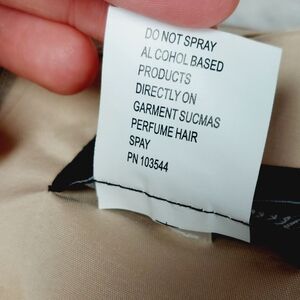 DO NOT SPRAY
AL COHOL BASED
PRODUCTS
DIRECTLY ON
GARMENT SUCMAS
PERFUME HAIR
SPAY
PN 103544